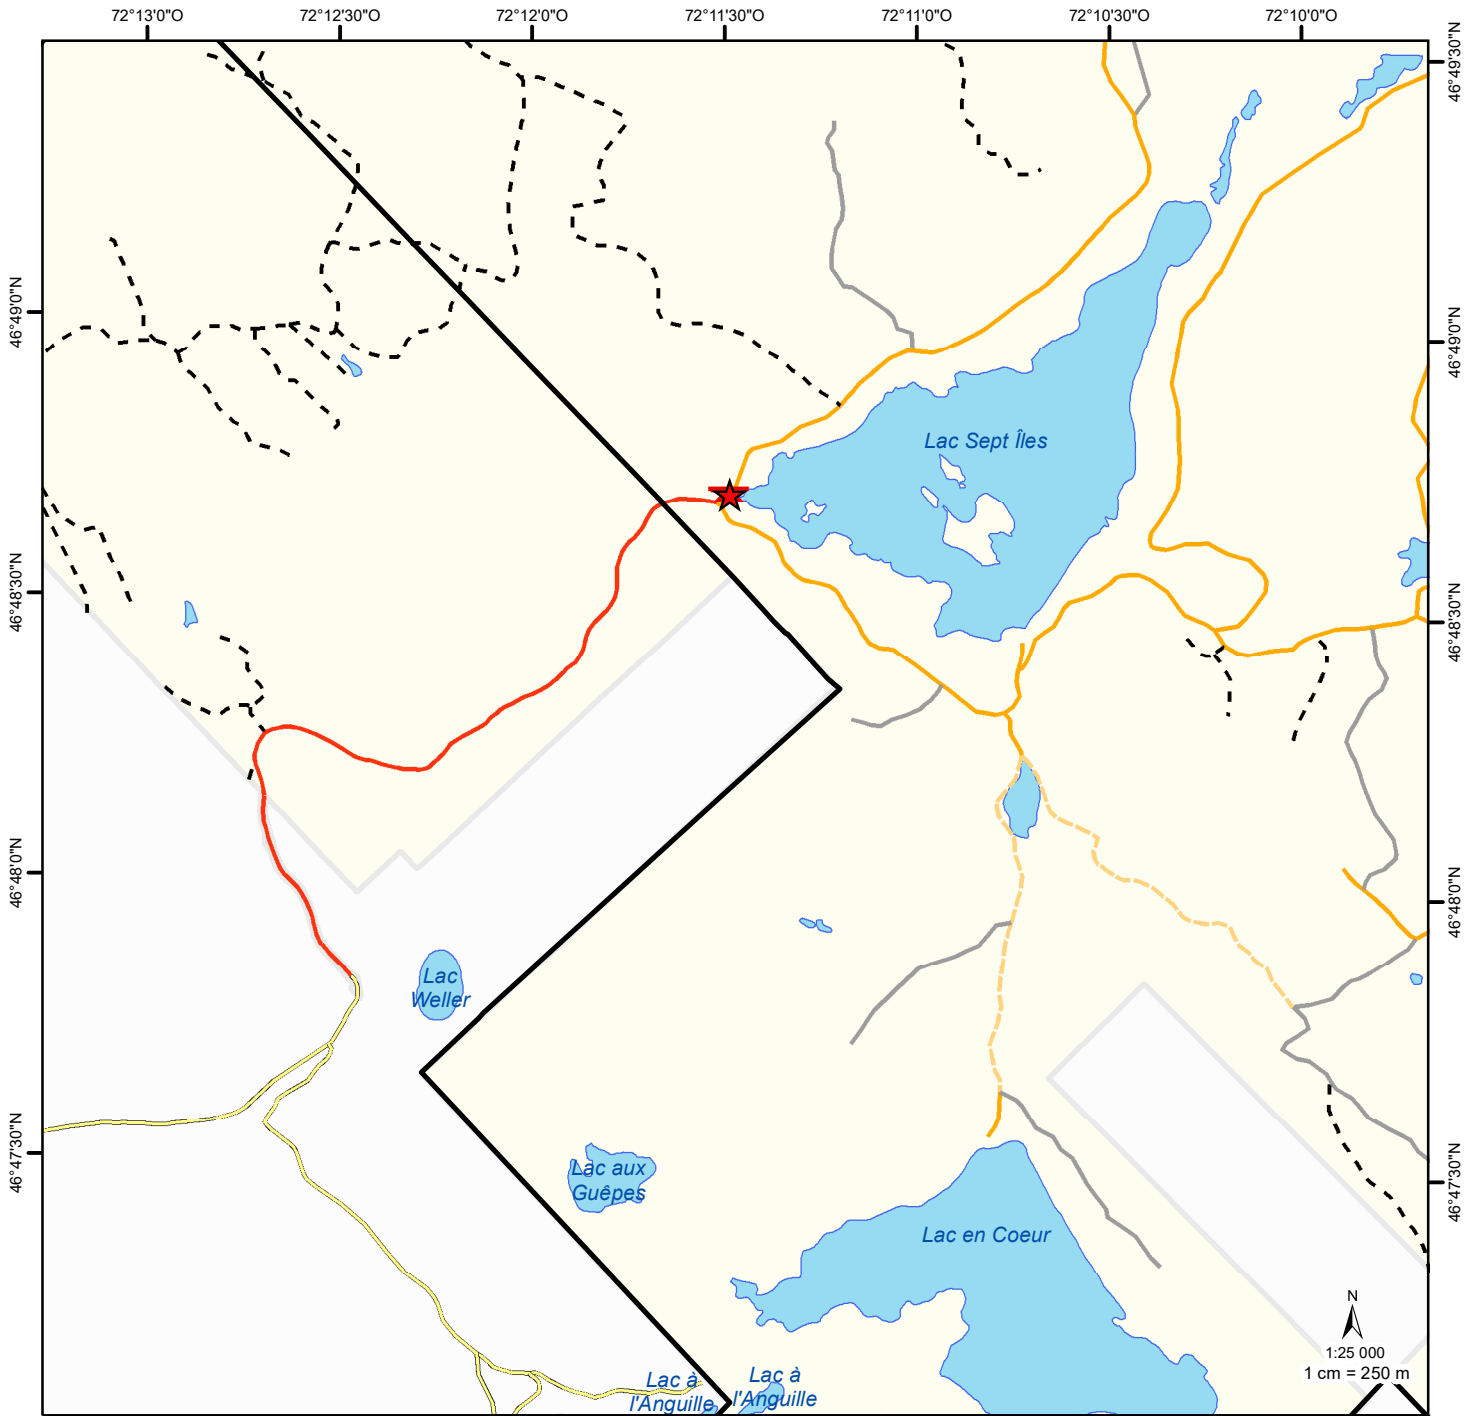 72°13'0"O
72°12'30"O
72°12'0"O
72°11'30"O
72°11'0"O
72°10'30"O
72°10'0"O
46°49'30"N
46°49'0"N
46°49'0"N
Lac Sept Îles
46°48'30"N
46°48'30"N
46°48'0"N
46°48'0"N
Lac
Weller
46°47'30"N
46°47'30"N
Lac aux
Guêpes
Lac en Coeur
N
1:25 000
1 cm = 250 m
Lac à
l'Anguille
Lac à
l'Anguille